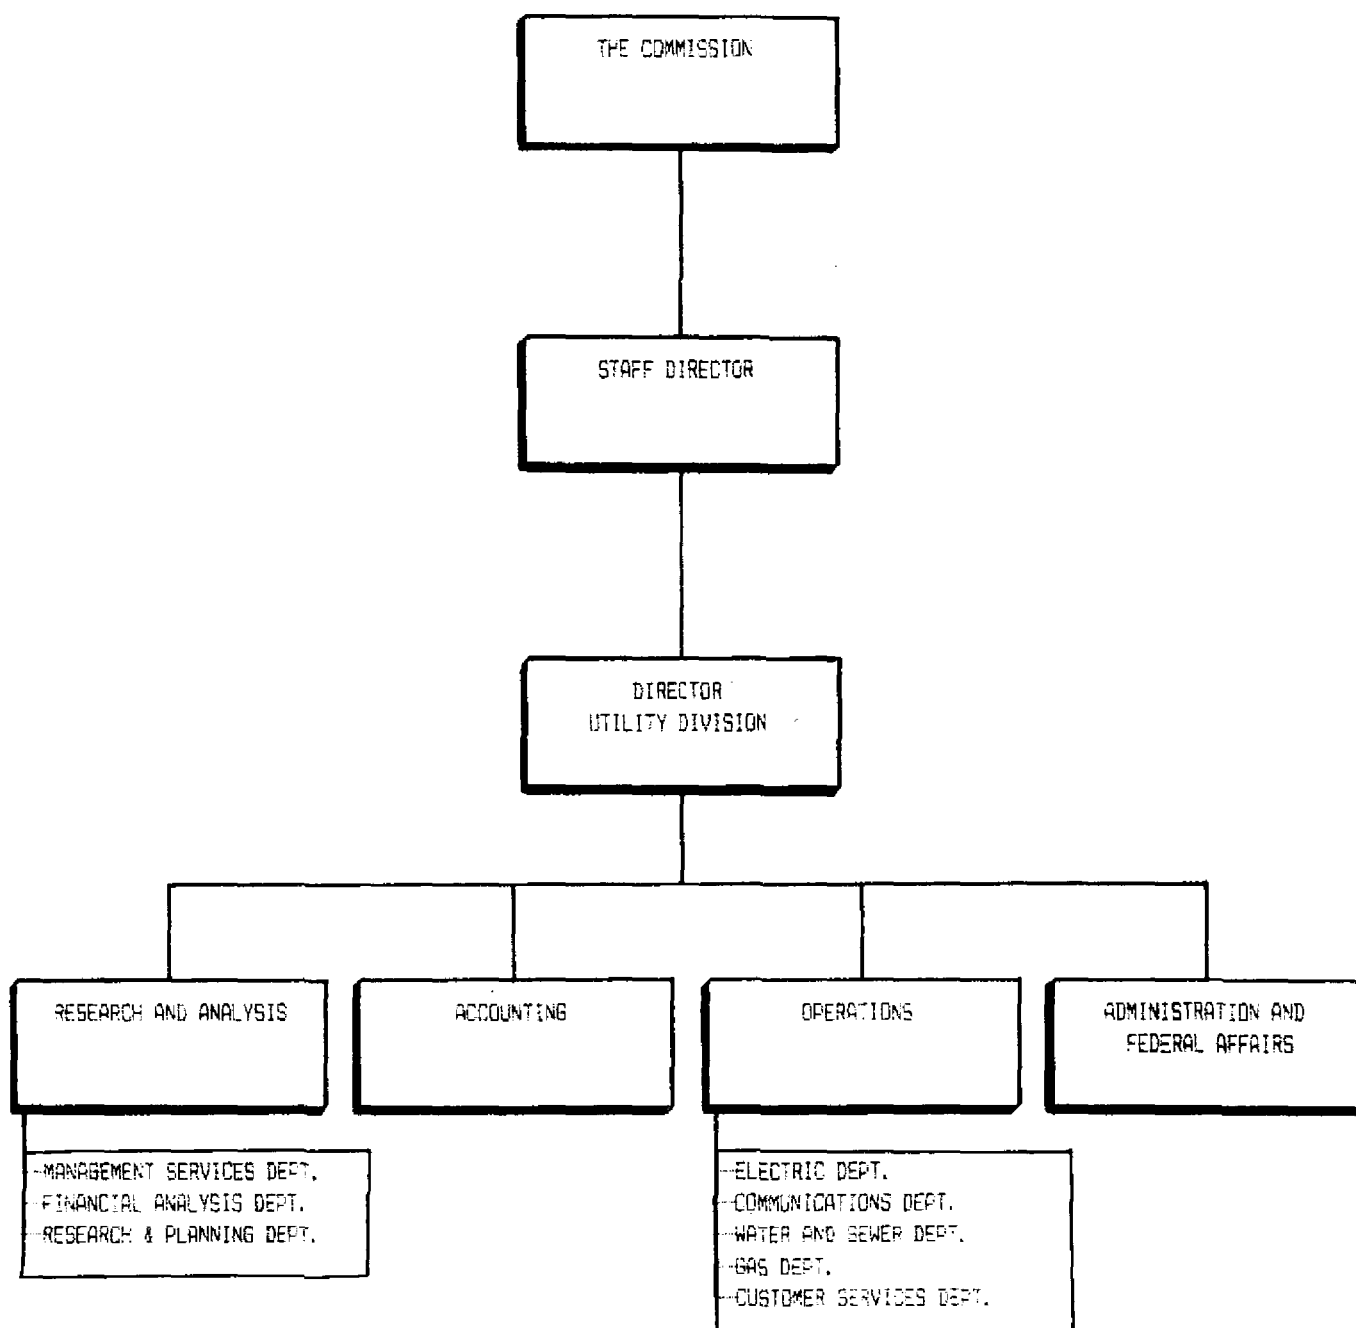 THE COMMISSION
STAFF DIRECTOR
DIRECTOR
UTILITY DIVISION
RESEARCH AND ANALYSIS
ACCOUNTING
OPERATIONS
ADMINISTRATION AND
FEDERAL AFFAIRS
MANAGEMENT SERVICES DEPT.
FINANCIAL ANALYSIS DEPT.
RESEARCH & PLANNING DEPT.
ELECTRIC DEPT.
COMMUNICATIONS DEPT.
WATER AND SEWER DEPT.
GAS DEPT.
CUSTOMER SERVICES DEPT.